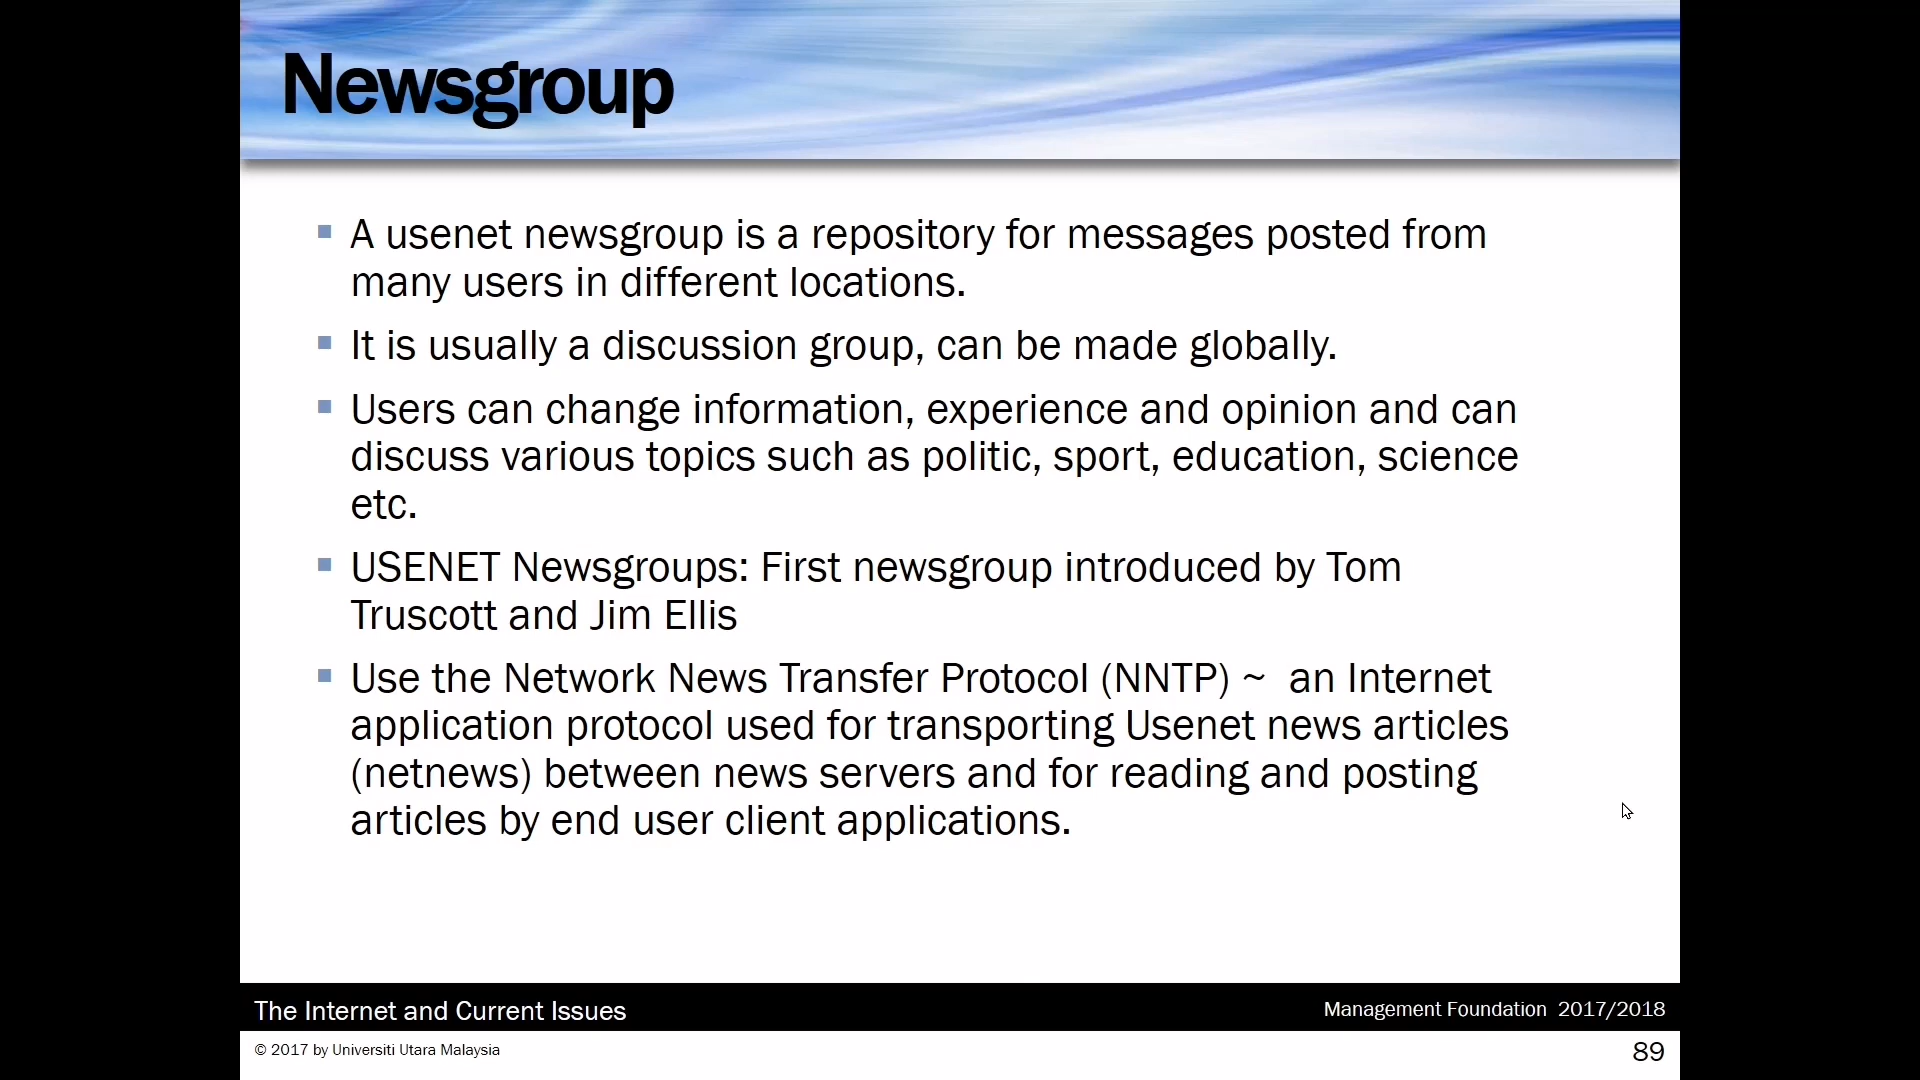 Newsgroup
A usenet newsgroup is a repository for messages posted from
many users in different locations.
It is usually a discussion group, can be made globally.
Users can change information, experience and opinion and can
discuss various topics such as politic, sport, education, science
etc.
USENET Newsgroups: First newsgroup introduced by Tom
Truscott and Jim Ellis
Use the Network News Transfer Protocol (NNTP) ~  an Internet
application protocol used for transporting Usenet news articles
(netnews) between news servers and for reading and posting
articles by end user client applications.
The Internet and Current Issues
Management Foundation  2017/2018
© 2017 by Universiti Utara Malaysia
89